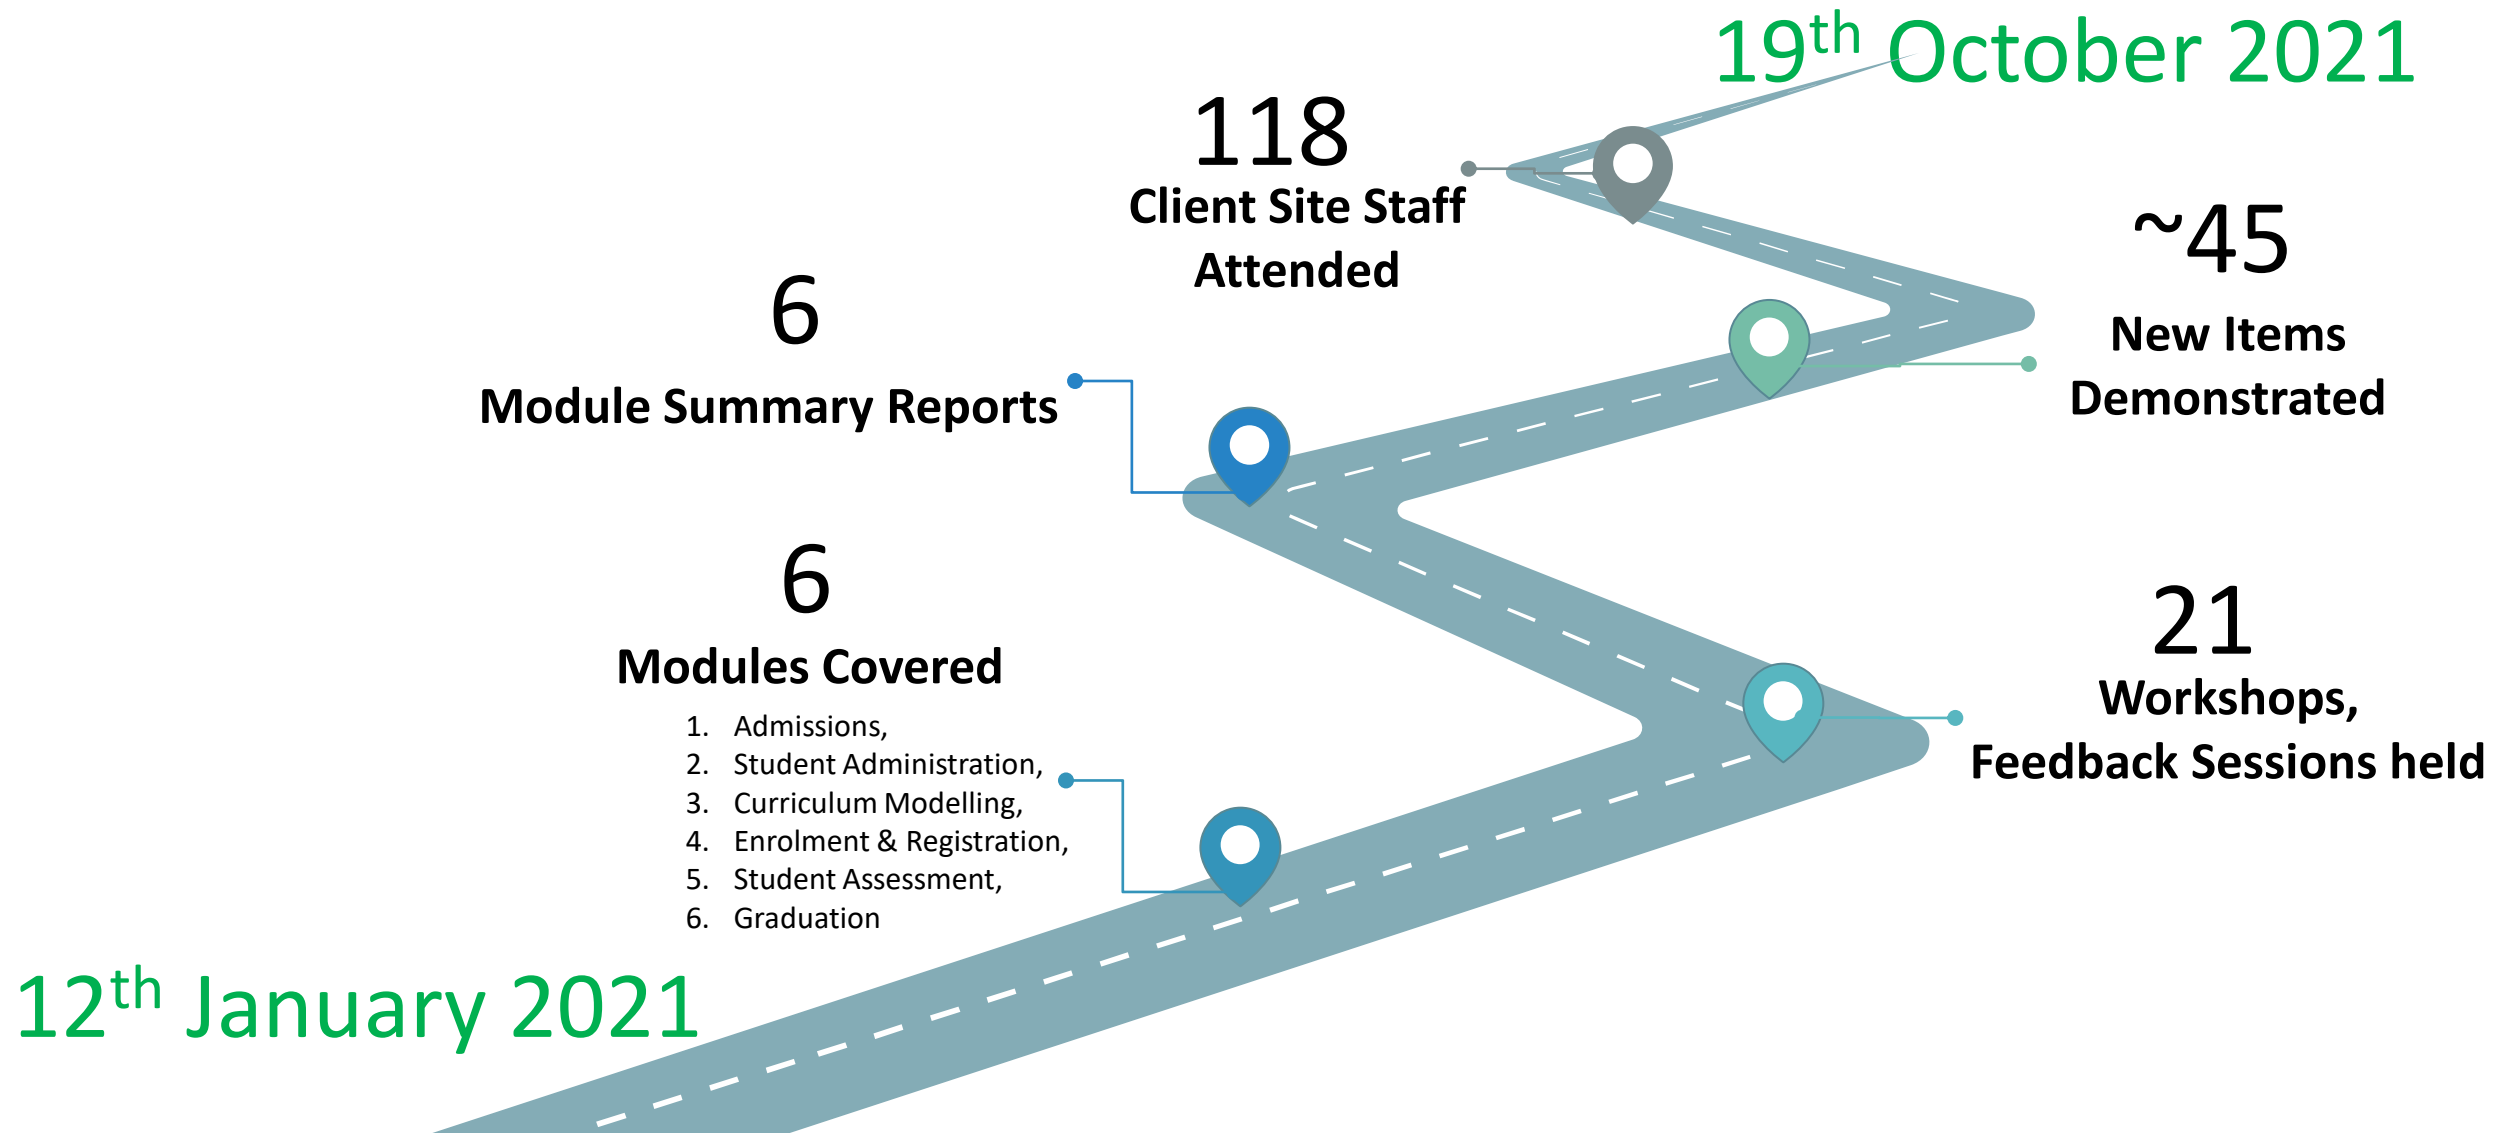 19th October 2021
118
Client Site Staff
Attended
~45
New Items
Demonstrated
6
Module Summary Reports
6
Modules Covered
1. Admissions,
2. Student Administration,
3. Curriculum Modelling,
4. Enrolment & Registration,
5. Student Assessment,
6. Graduation
21
Workshops,
Feedback Sessions held
12th January 2021